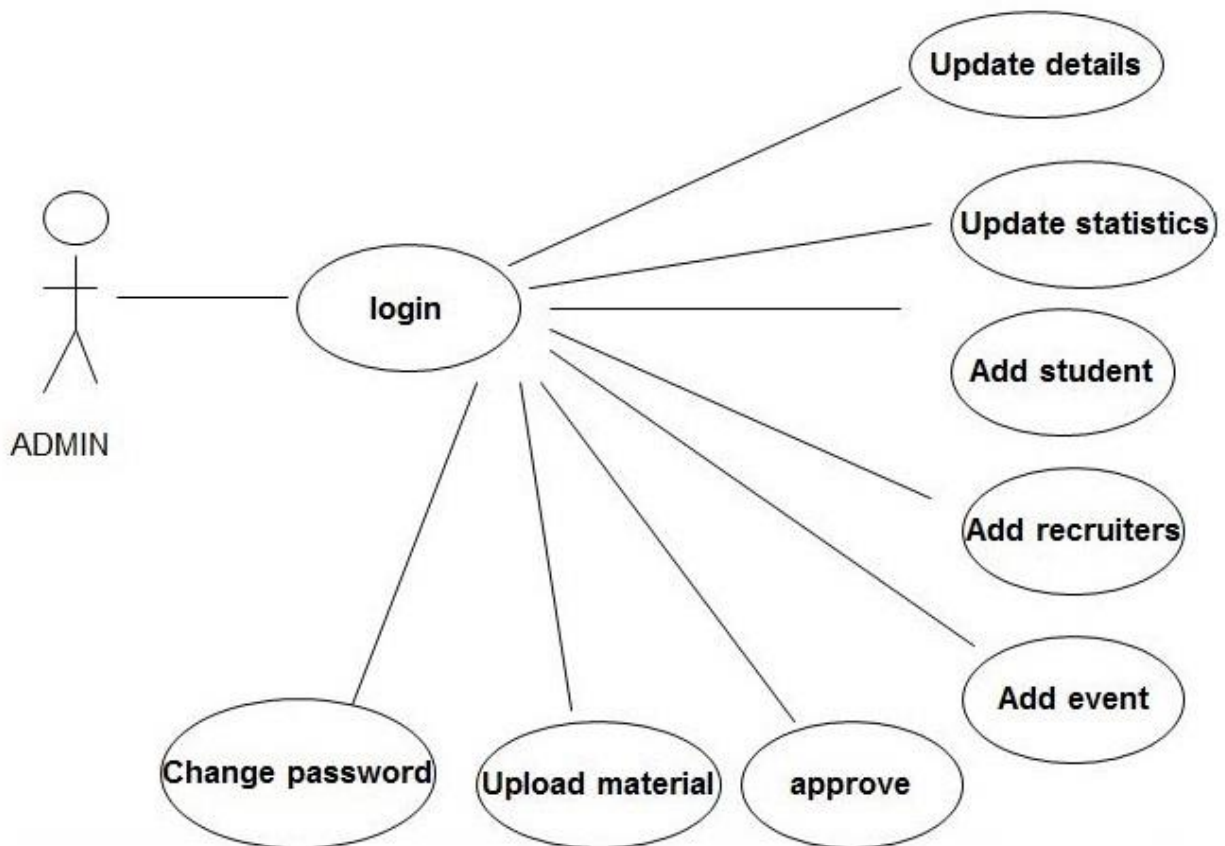 Update details
Update statistics
login
Add student
ADMIN
Add recruiters
Add event
Change password
Upload material
approve